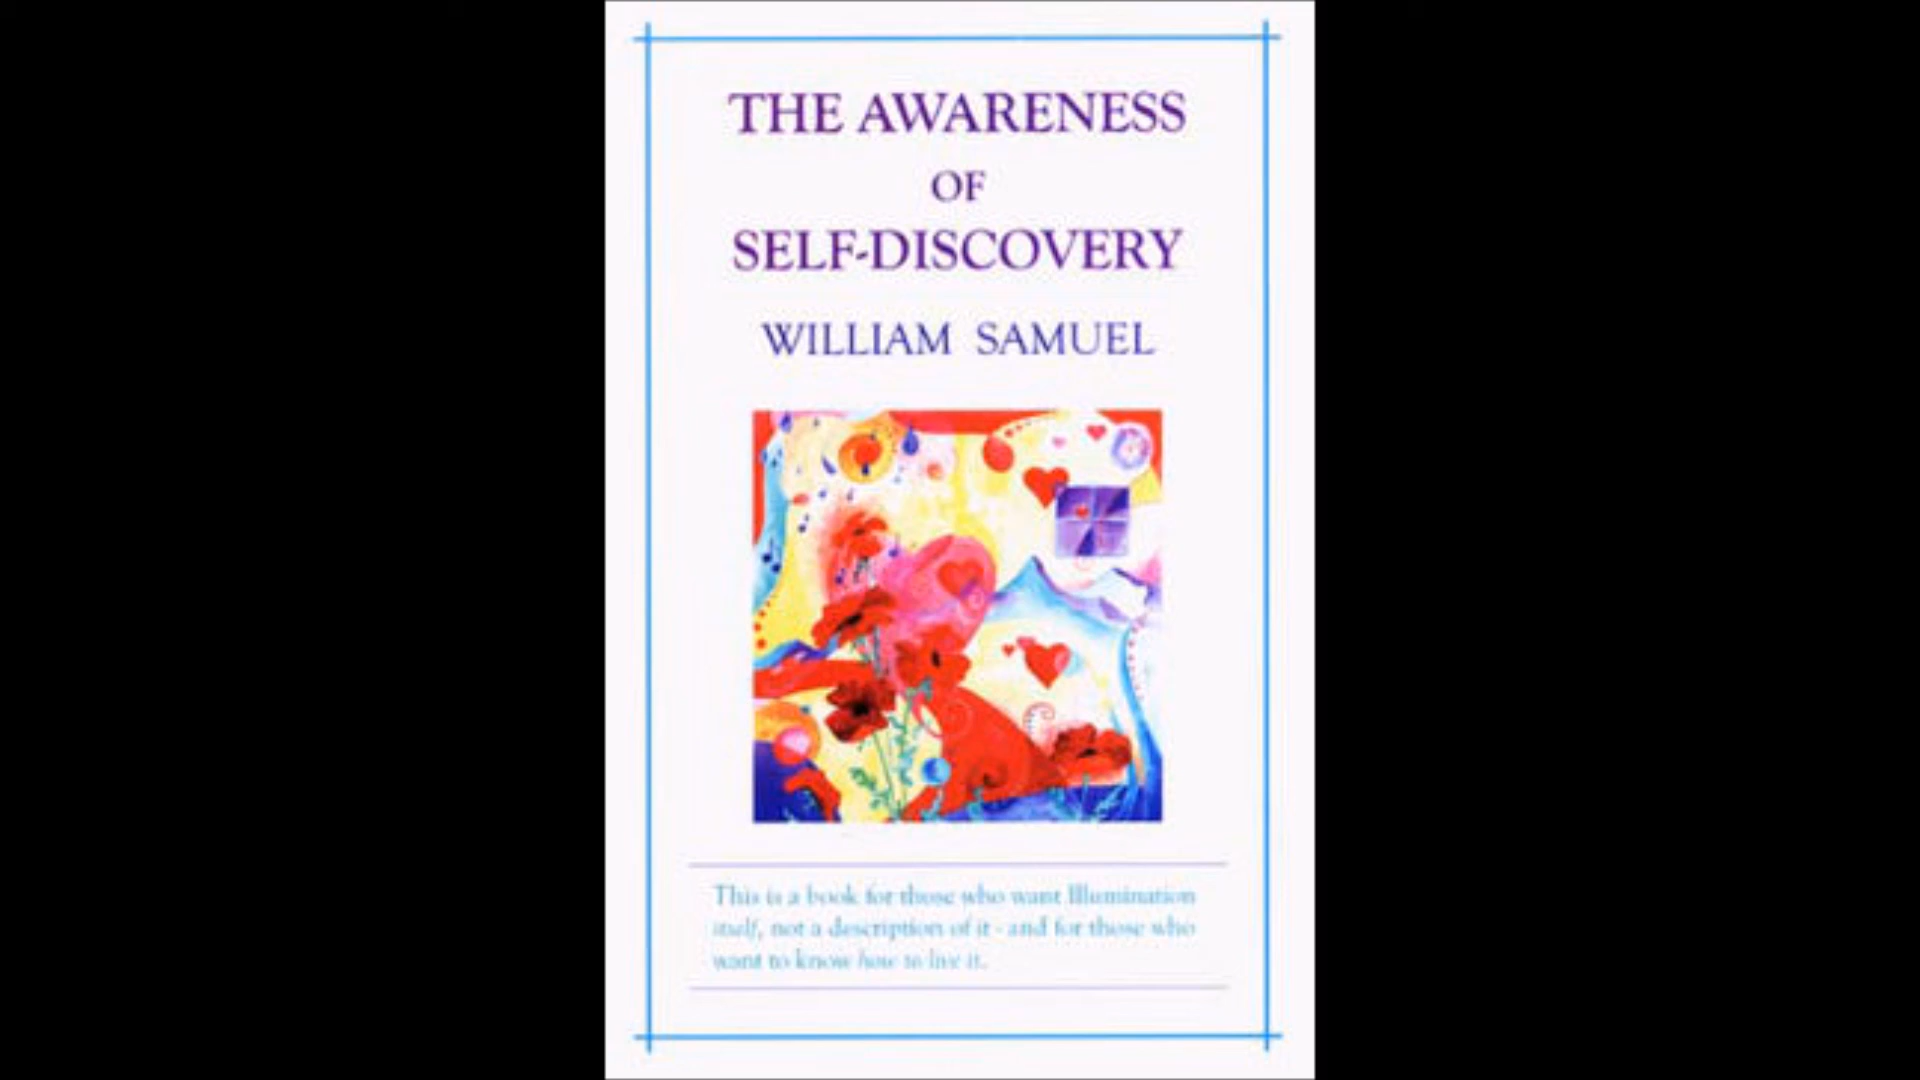 THE AWARENESS
OF
SELF-DISCOVERY
WILLIAM SAMUEL
This is a book for those who want Illumination
itself, not a description of it - and for those who
want to know how to live it.